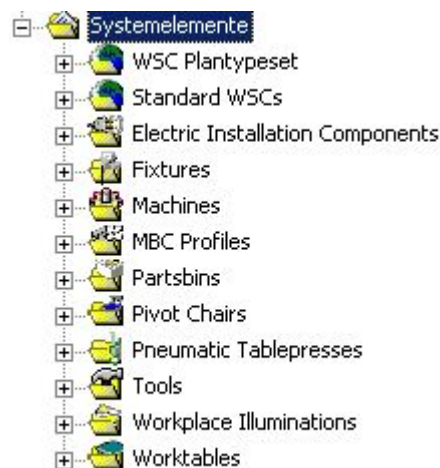 Systemelemente
WSC Plantypeset
Standard WSCs
Electric Installation Components
Fixtures
Machines
MBC Profiles
Partsbins
Pivot Chairs
Pneumatic Tablepresses
Tools
Workplace Illuminations
Worktables